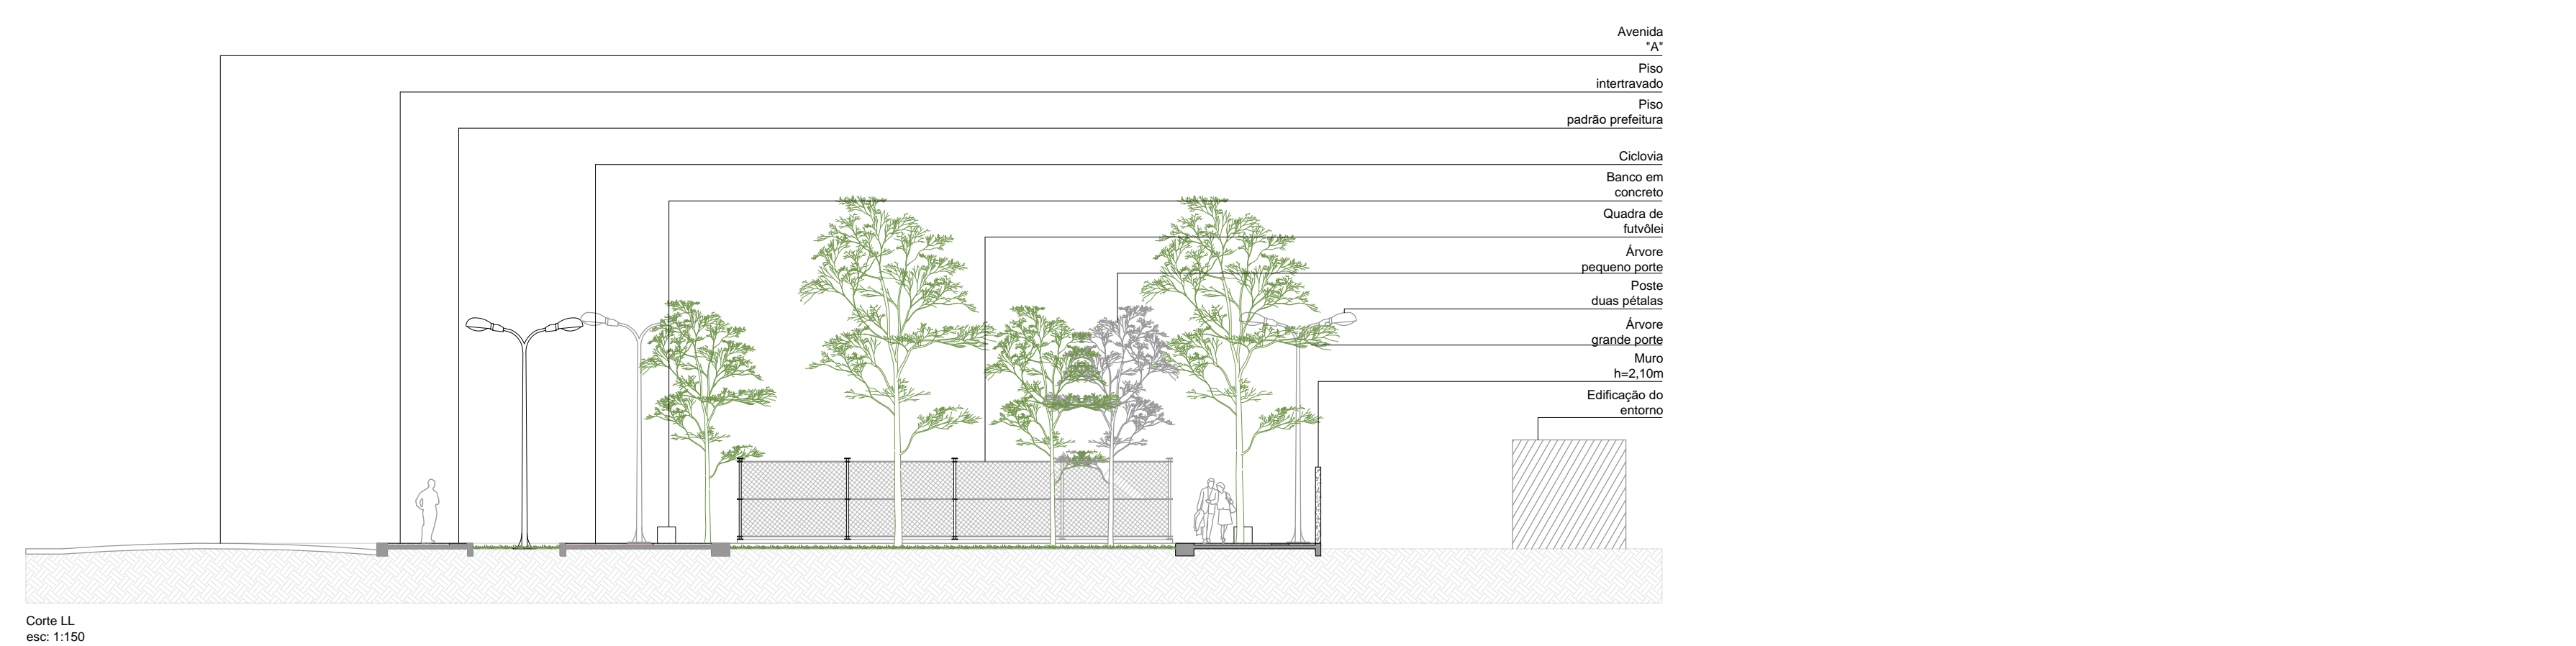 Avenida
"A"
Piso
intertravado
Piso
padrão prefeitura
Ciclovia
Banco em
concreto
Quadra de
futvôlei
Árvore
pequeno porte
Poste
duas pétalas
Árvore
grande porte
Muro
h=2,10m
Edificação do
entorno
Corte LL
esc: 1:150